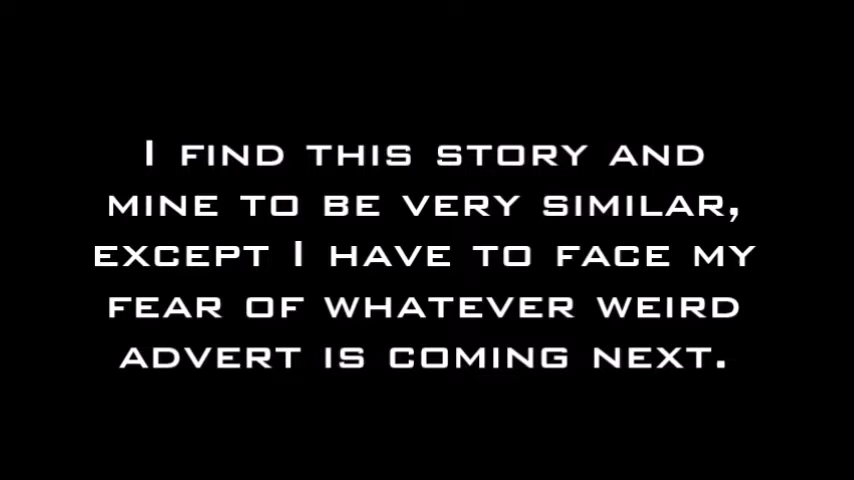 I FIND THIS STORY AND
MINE TO BE VERY SIMILAR,
EXCEPT I HAVE TO FACE MY
FEAR OF WHATEVER WEIRD
ADVERT IS COMING NEXT.